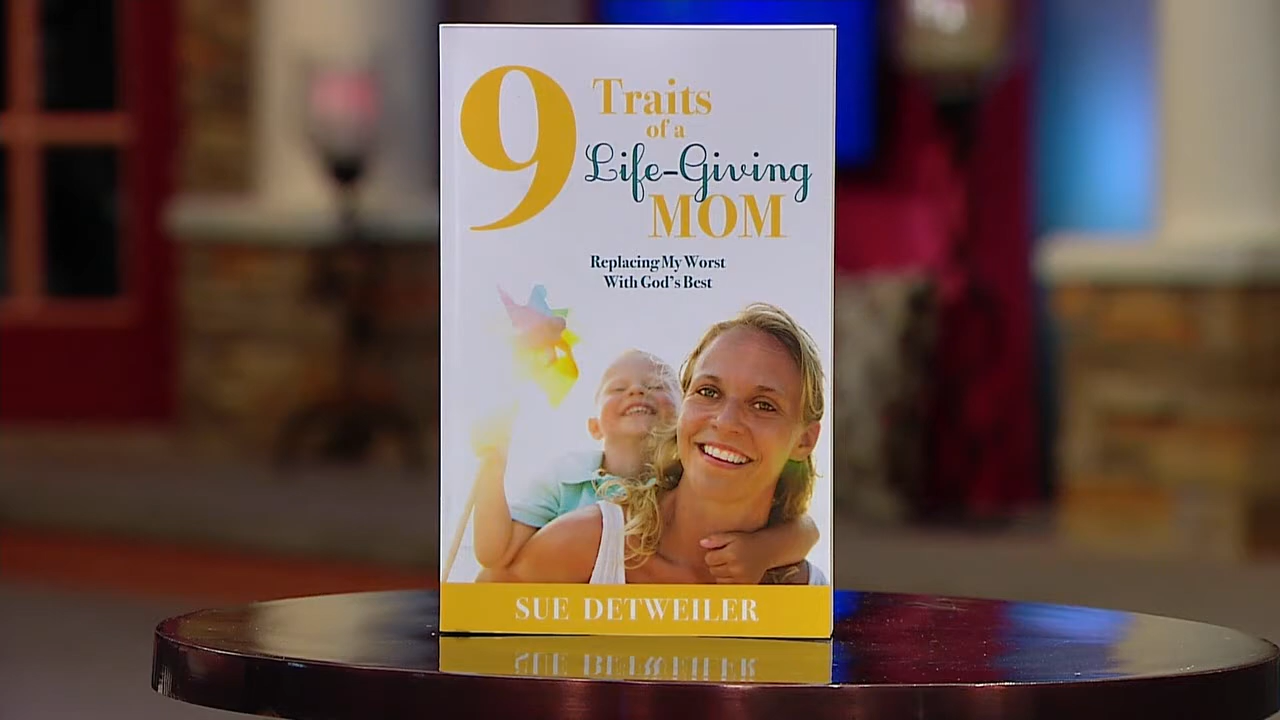 9 Traits
of a
Life-Giving
MOM
Replacing My Worst
With God's Best
SUE DETWEILER